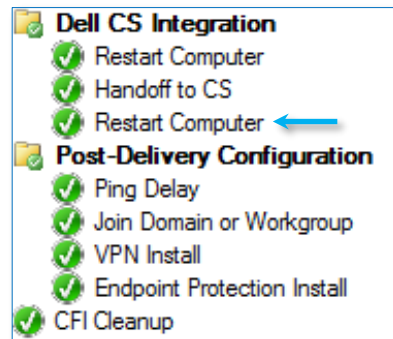 Dell CS Integration
Restart Computer
Handoff to CS
Restart Computer
Post-Delivery Configuration
Ping Delay
Join Domain or Workgroup
VPN Install
Endpoint Protection Install
CFI Cleanup